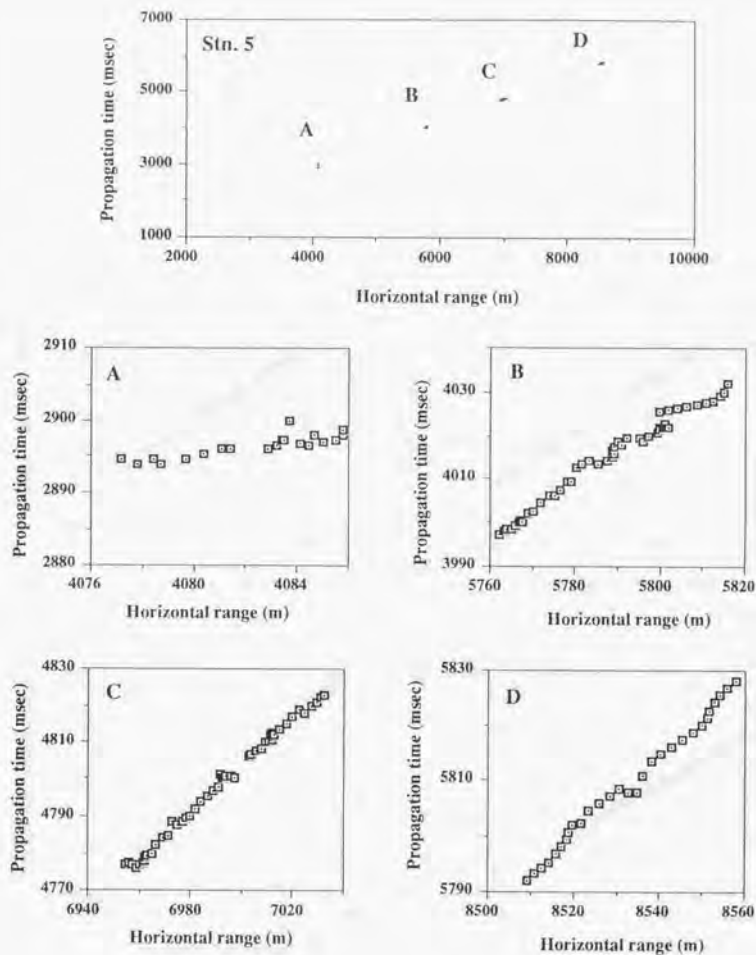 Stn. 5
Propagation time (msec)
7000
5000
3000
1000
A
B
C
D
2000 4000 6000 8000 10000
Horizontal range (m)
A
Propagation time (msec)
2910
2900
2890
2880
4076 4080 4084
Horizontal range (m)
B
Propagation time (msec)
4030
4010
3990
5760 5780 5800 5820
Horizontal range (m)
C
Propagation time (msec)
4830
4810
4790
4770
6940 6980 7020
Horizontal range (m)
D
Propagation time (msec)
5830
5810
5790
8500 8520 8540 8560
Horizontal range (m)